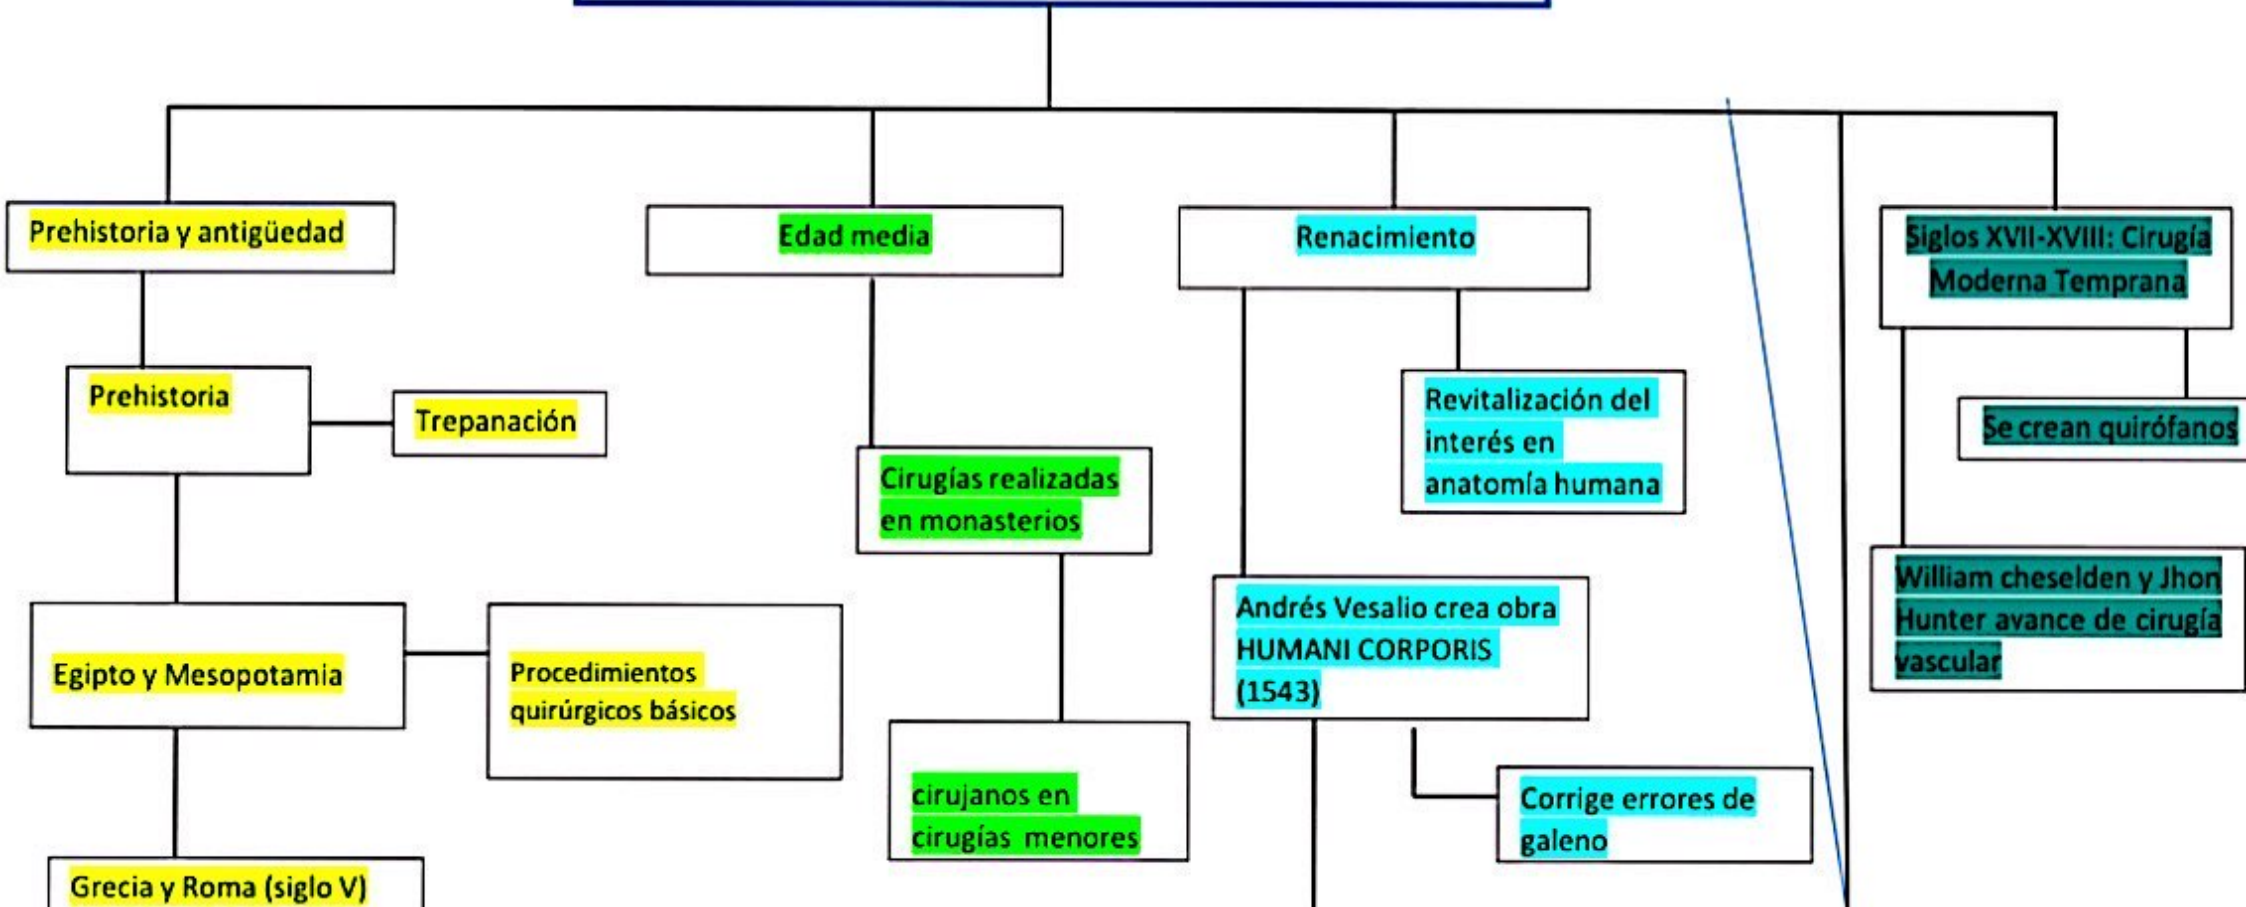 Prehistoria y antigüedad
Edad media
Renacimiento
Siglos XVII-XVIII: Cirugía
Moderna Temprana
Prehistoria
Trepanación
Revitalización del
interés en
anatomía humana
Se crean quirófanos
Cirugías realizadas
en monasterios
William cheselden y Jhon
Hunter avance de cirugía
vascular
Andrés Vesalio crea obra
HUMANI CORPORIS
(1543)
Egipto y Mesopotamia
Procedimientos
quirúrgicos básicos
cirujanos en
cirugías menores
Corrige errores de
galeno
Grecia y Roma (siglo V)